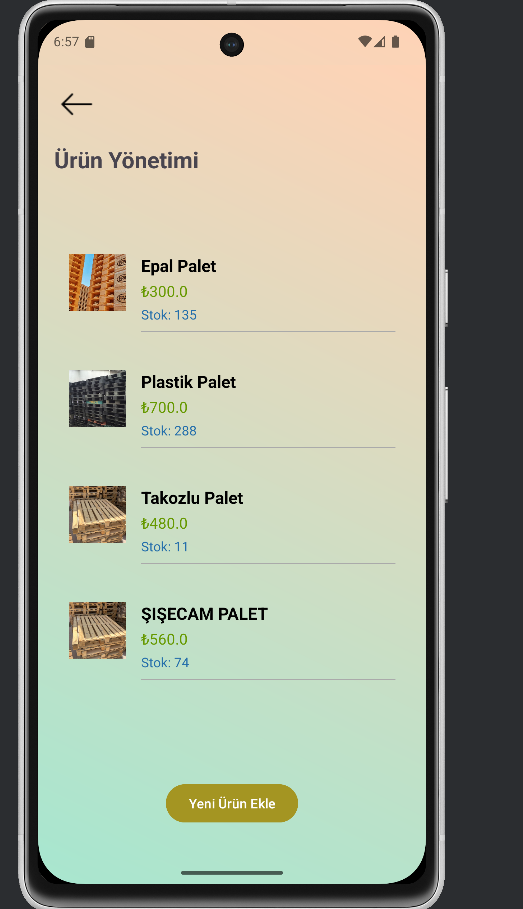 6:57
Ürün Yönetimi
Epal Palet
₺300.0
Stok: 135
Plastik Palet
₺700.0
Stok: 288
Takozlu Palet
₺480.0
Stok: 11
ŞIŞECAM PALET
₺560.0
Stok: 74
Yeni Ürün Ekle